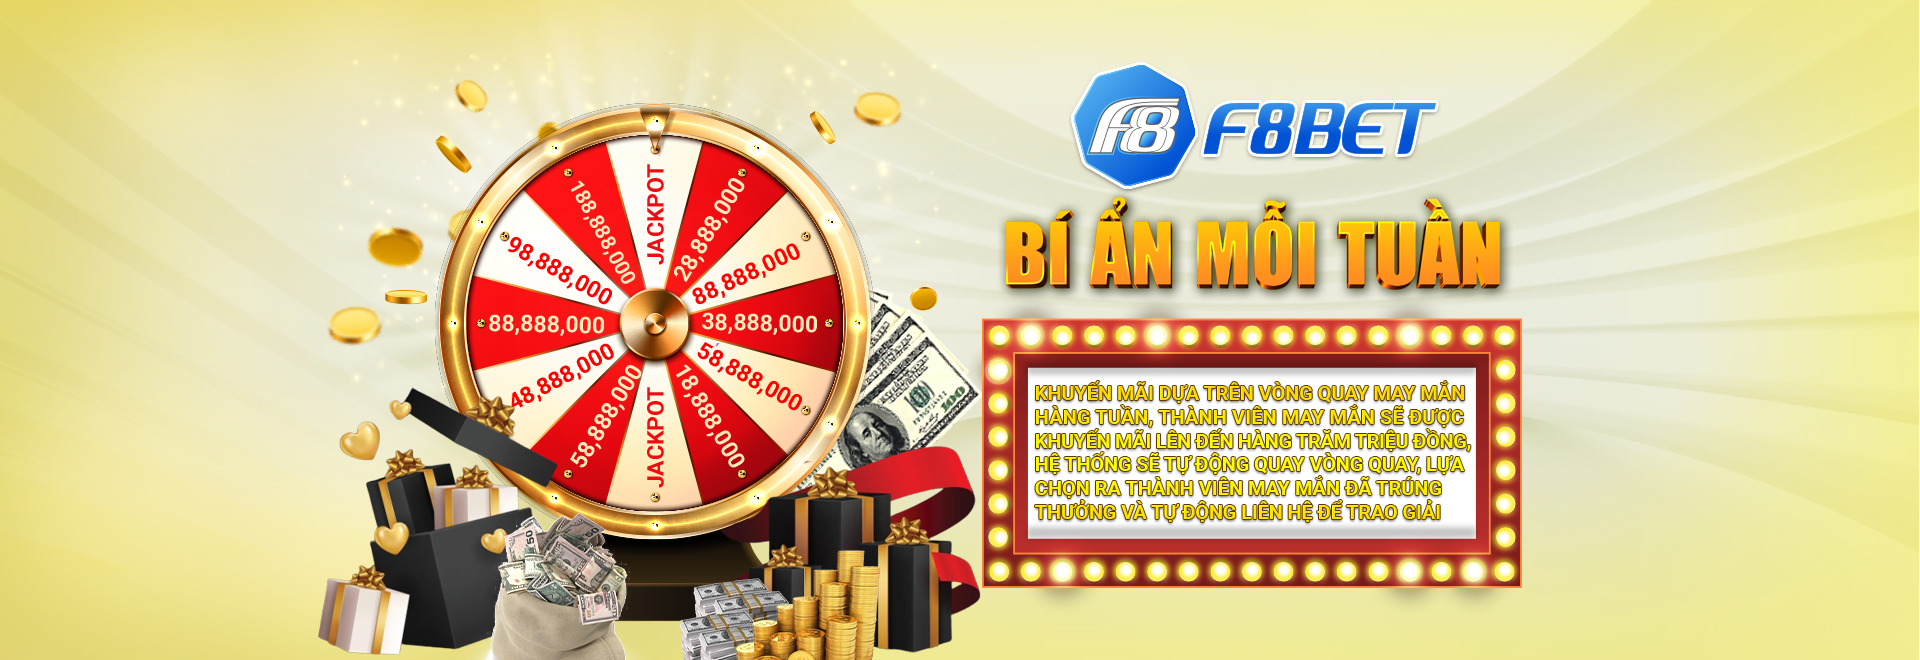 F8 F8BET
BÍ ẨN MỖI TUẦN
JACKPOT
28,888,000
88,888,000
38,888,000
58,888,000
18,888,000
JACKPOT
58,888,000
48,888,000
88,888,000
98,888,000
188,888,000
KHUYẾN MÃI DỰA TRÊN VÒNG QUAY MAY MẮN
HÀNG TUẦN, THÀNH VIÊN MAY MẮN SẼ ĐƯỢC
KHUYẾN MÃI LÊN ĐẾN HÀNG TRĂM TRIỆU ĐỒNG,
HỆ THỐNG SẼ TỰ ĐỘNG QUAY VÒNG QUAY, LỰA
CHỌN RA THÀNH VIÊN MAY MẮN ĐÃ TRÚNG
THƯỞNG VÀ TỰ ĐỘNG LIÊN HỆ ĐỂ TRAO GIẢI
100
100
50